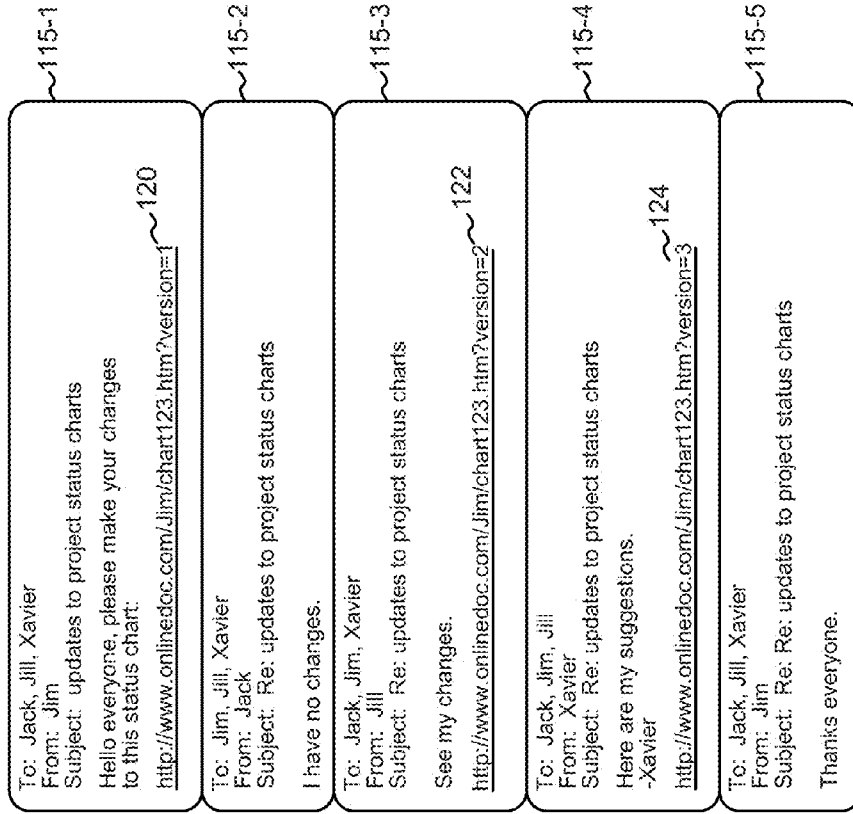 To: Jack, Jill, Xavier
From: Jim
Subject: updates to project status charts
Hello everyone, please make your changes
to this status chart:
120
http://www.onlinedoc.com/Jim/chart123.htm?version=1
115-1
To: Jim, Jill, Xavier
From: Jack
Subject: Re: updates to project status charts
I have no changes.
115-2
To: Jack, Jim, Xavier
From: Jill
Subject: Re: updates to project status charts
See my changes.
122
http://www.onlinedoc.com/Jim/chart123.htm?version=2
115-3
To: Jack, Jim, Jill
From: Xavier
Subject: Re: updates to project status charts
Here are my suggestions.
-Xavier
124
http://www.onlinedoc.com/Jim/chart123.htm?version=3
115-4
To: Jack, Jill, Xavier
From: Jim
Subject: Re: Re: updates to project status charts
Thanks everyone.
115-5